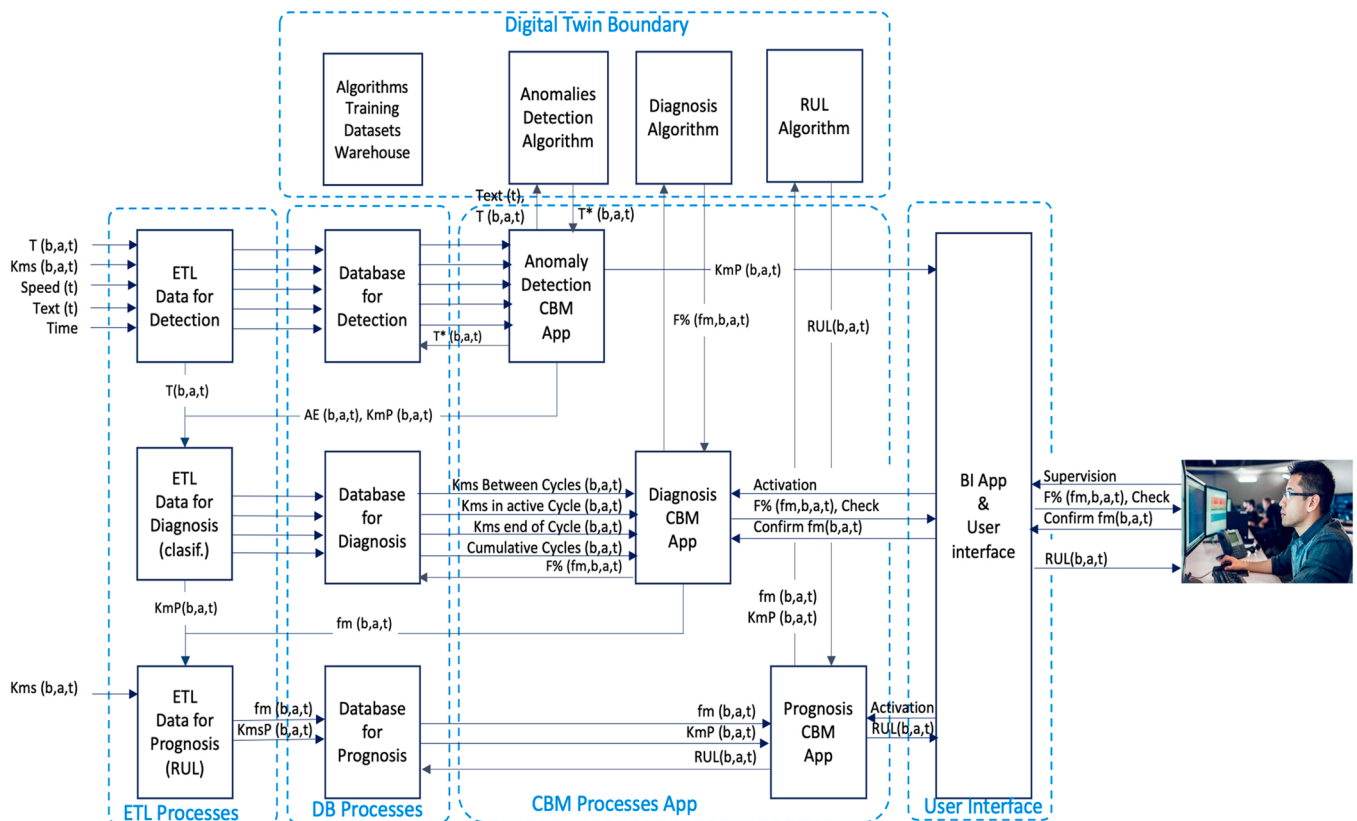 Digital Twin Boundary
Algorithms
Training
Datasets
Warehouse
Anomalies
Detection
Algorithm
Diagnosis
Algorithm
RUL
Algorithm
Text (t),
T (b,a,t)
T* (b,a,t)
T (b,a,t)
Kms (b,a,t)
Speed (t)
Text (t)
Time
ETL
Data for
Detection
Database
for
Detection
Anomaly
Detection
CBM
App
KmP (b,a,t)
F% (fm,b,a,t)
RUL(b,a,t)
T* (b,a,t)
T(b,a,t)
AE (b,a,t), KmP (b,a,t)
ETL
Data for
Diagnosis
(clasif.)
Database
for
Diagnosis
Kms Between Cycles (b,a,t)
Kms in active Cycle (b,a,t)
Kms end of Cycle (b,a,t)
Cumulative Cycles (b,a,t)
F% (fm,b,a,t)
Diagnosis
CBM
App
Activation
F% (fm,b,a,t), Check
Confirm fm(b,a,t)
BI App
&
User
interface
Supervision
F% (fm,b,a,t), Check
Confirm fm(b,a,t)
RUL(b,a,t)
KmP(b,a,t)
fm (b,a,t)
fm (b,a,t)
KmP (b,a,t)
Kms (b,a,t)
ETL
Data for
Prognosis
(RUL)
fm (b,a,t)
KmsP (b,a,t)
Database
for
Prognosis
fm (b,a,t)
KmP (b,a,t)
RUL(b,a,t)
Prognosis
CBM
App
Activation
RUL(b,a,t)
ETL Processes
DB Processes
CBM Processes App
User Interface